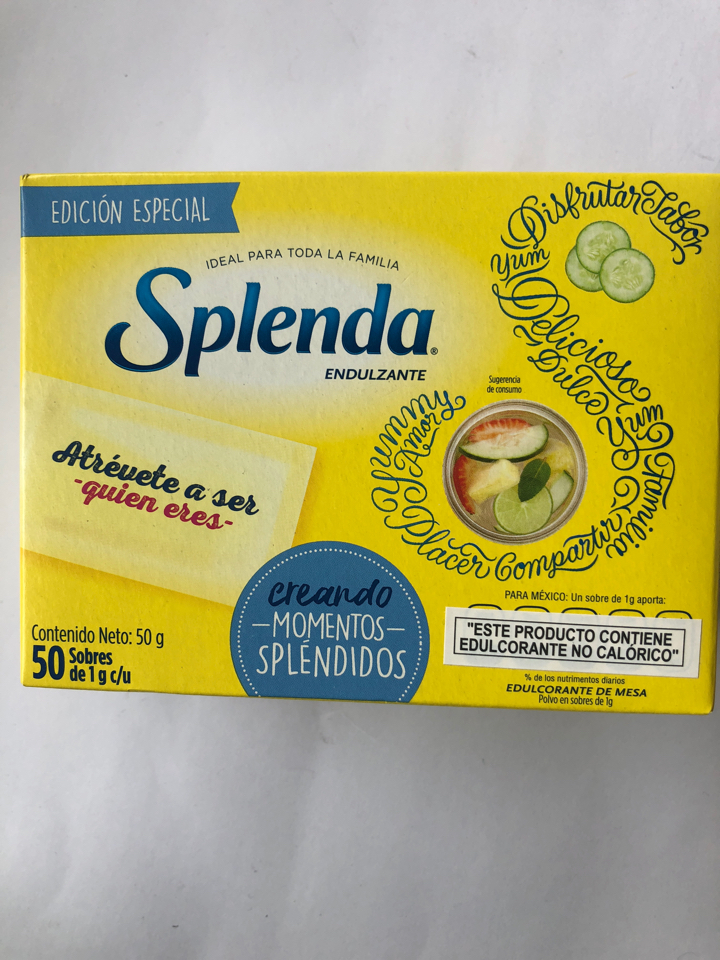 EDICIÓN ESPECIAL
IDEAL PARA TODA LA FAMILIA
Splenda®
ENDULZANTE
Disfrutar Sabor
Yum
Delicioso
Dulce Yum
Familia
Yummy
Amor
Placer Compartir
Sugerencia
de consumo
Atrévete a ser
-quien eres-
creando
—MOMENTOS—
SPLÉNDIDOS
Contenido Neto: 50 g
50 Sobres
de 1 g c/u
PARA MÉXICO: Un sobre de 1g aporta:
"ESTE PRODUCTO CONTIENE
EDULCORANTE NO CALÓRICO"
% de los nutrimentos diarios
EDULCORANTE DE MESA
Polvo en sobres de 1g